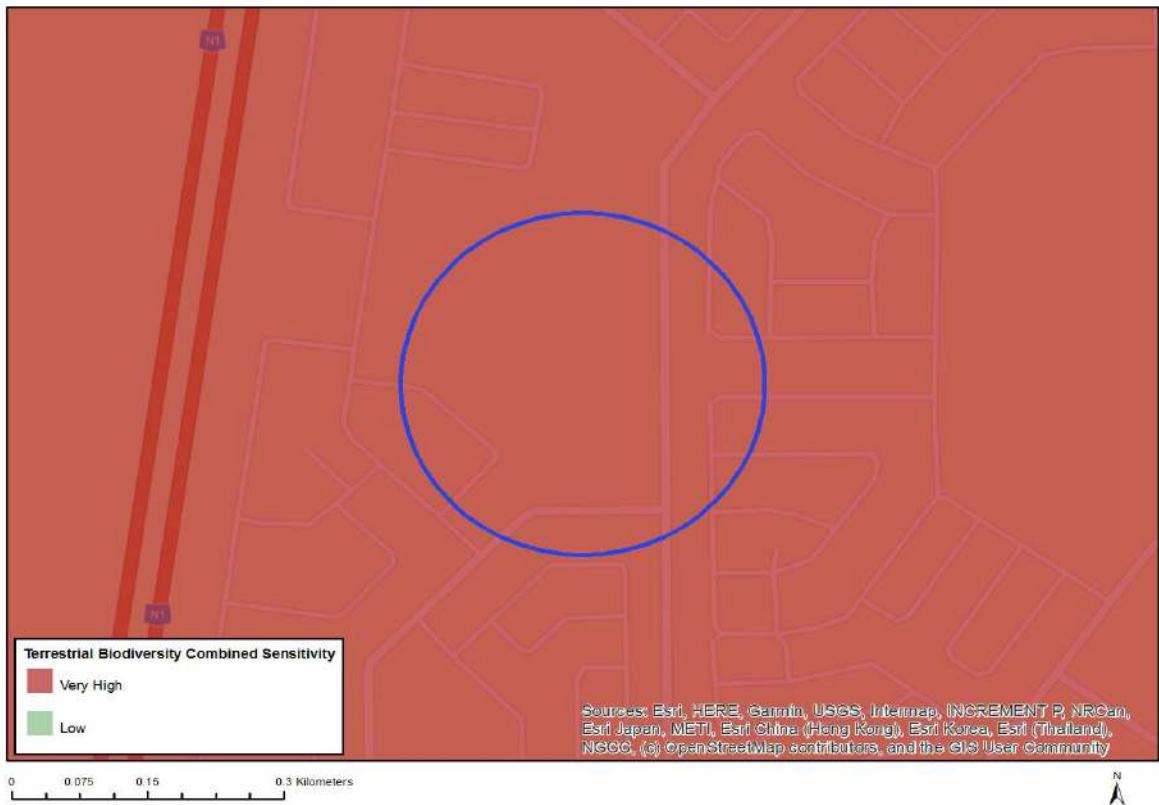 N1
N1
Terrestrial Biodiversity Combined Sensitivity
Very High
Low
Sources: Esri, HERE, Garmin, USGS, Intermap, INCREMENT P, NRCan,
Esri Japan, METI, Esri China (Hong Kong), Esri Korea, Esri (Thailand),
NGCC, (c) OpenStreetMap contributors, and the GIS User Community
0 0.075 0.15 0.3 Kilometers
N